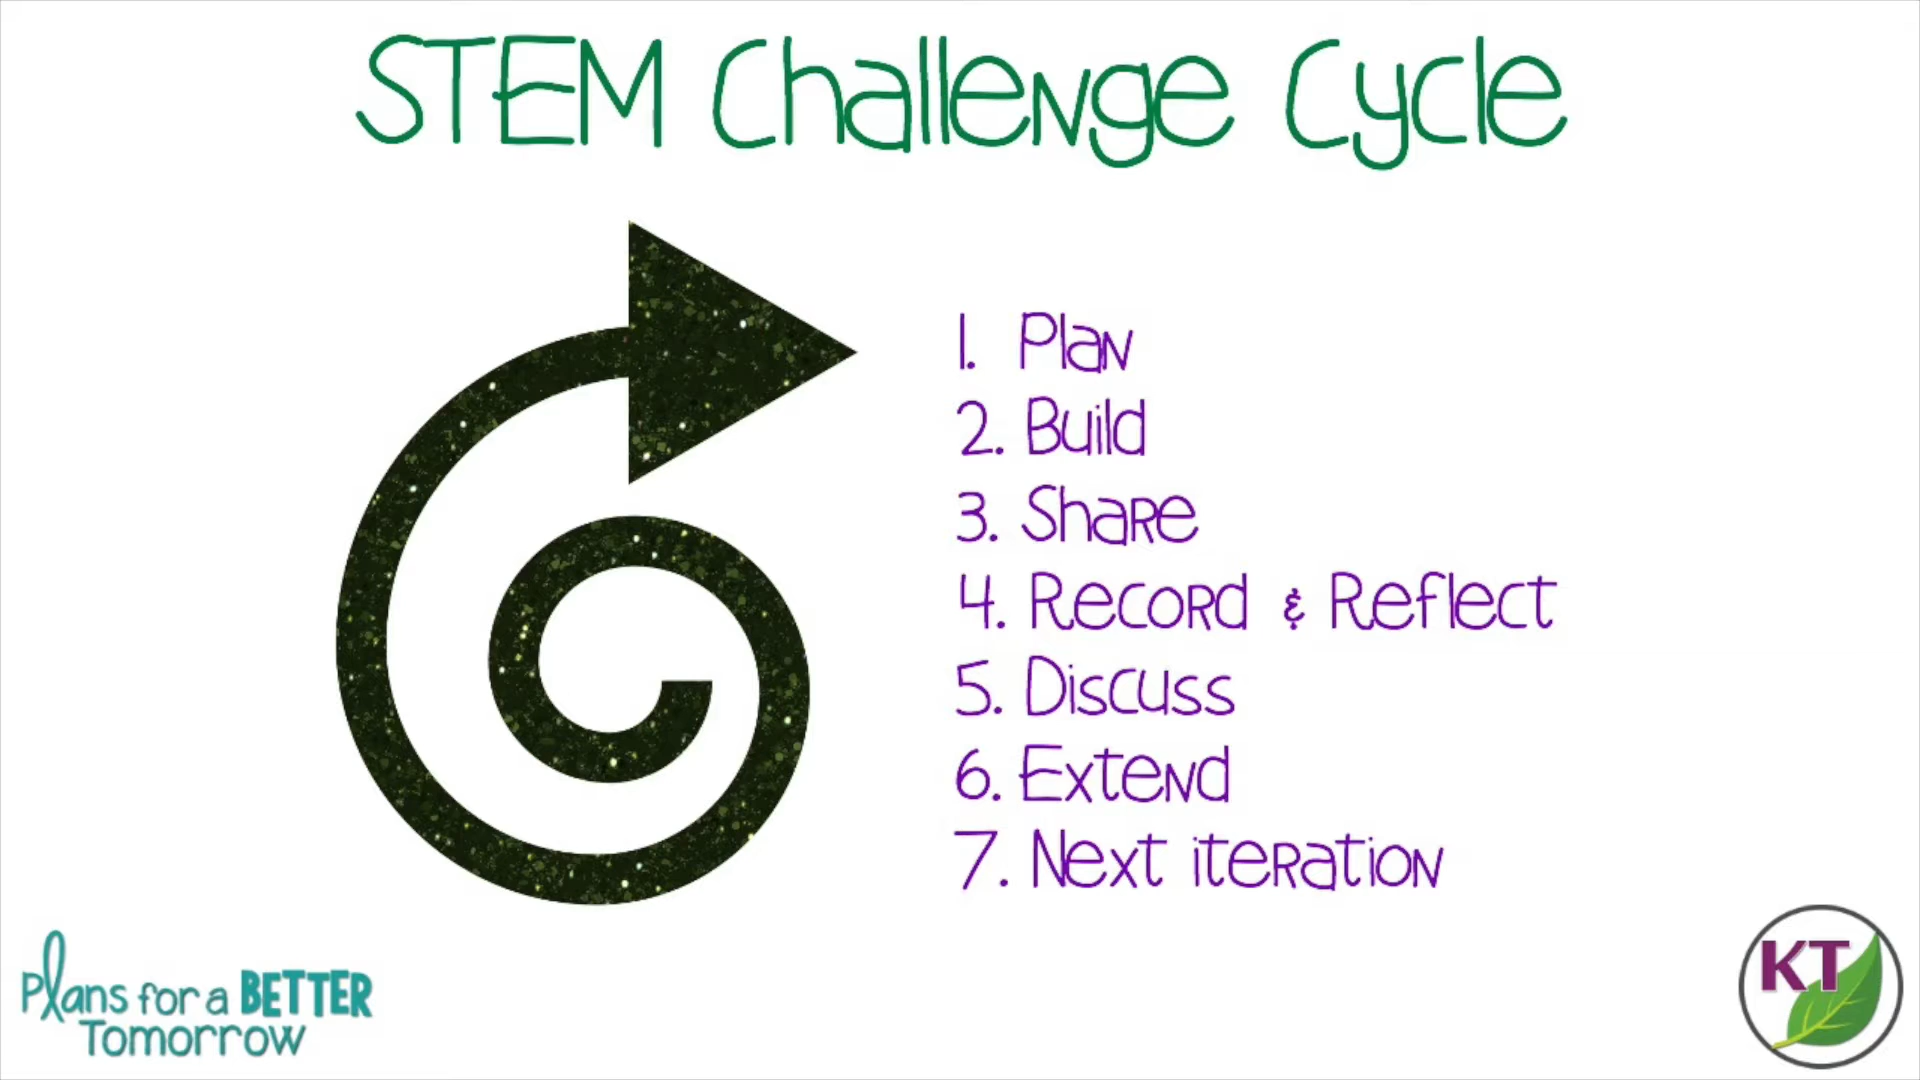 STEM Challenge Cycle
1. Plan
2. Build
3. Share
4. Record & Reflect
5. Discuss
6. Extend
7. Next iteration
Plans for a BETTER
Tomorrow
KT